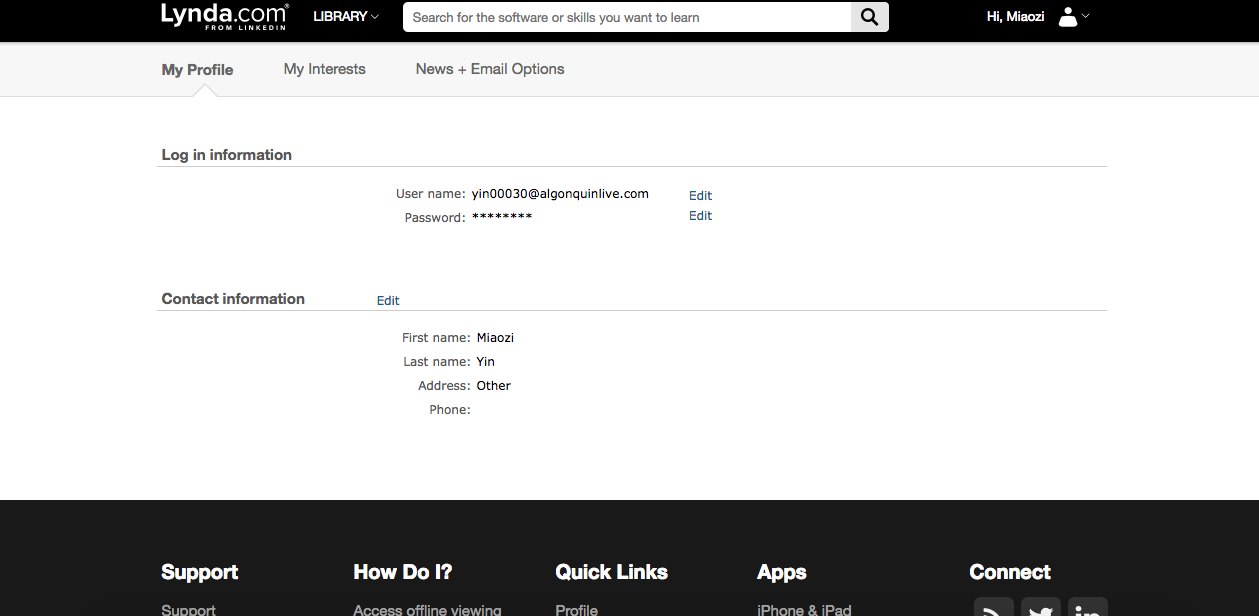 Lynda.com®
FROM LINKEDIN
LIBRARY
Search for the software or skills you want to learn
Hi, Miaozi
My Profile
My Interests
News + Email Options
Log in information
User name: yin00030@algonquinlive.com Edit
Password: ******** Edit
Contact information Edit
First name: Miaozi
Last name: Yin
Address: Other
Phone:
Support
How Do I?
Quick Links
Apps
Connect
Support
Access offline viewing
Profile
iPhone & iPad
in